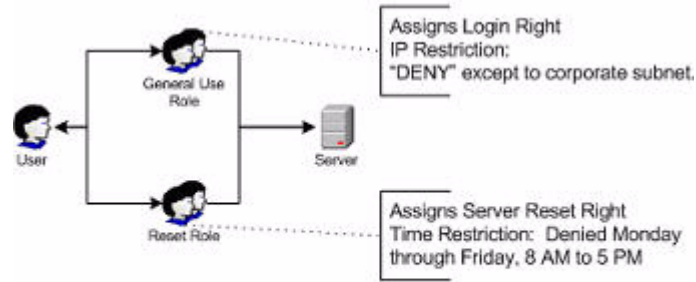 Assigns Login Right
IP Restriction:
"DENY" except to corporate subnet.
General Use
Role
User
Server
Reset Role
Assigns Server Reset Right
Time Restriction: Denied Monday
through Friday, 8 AM to 5 PM